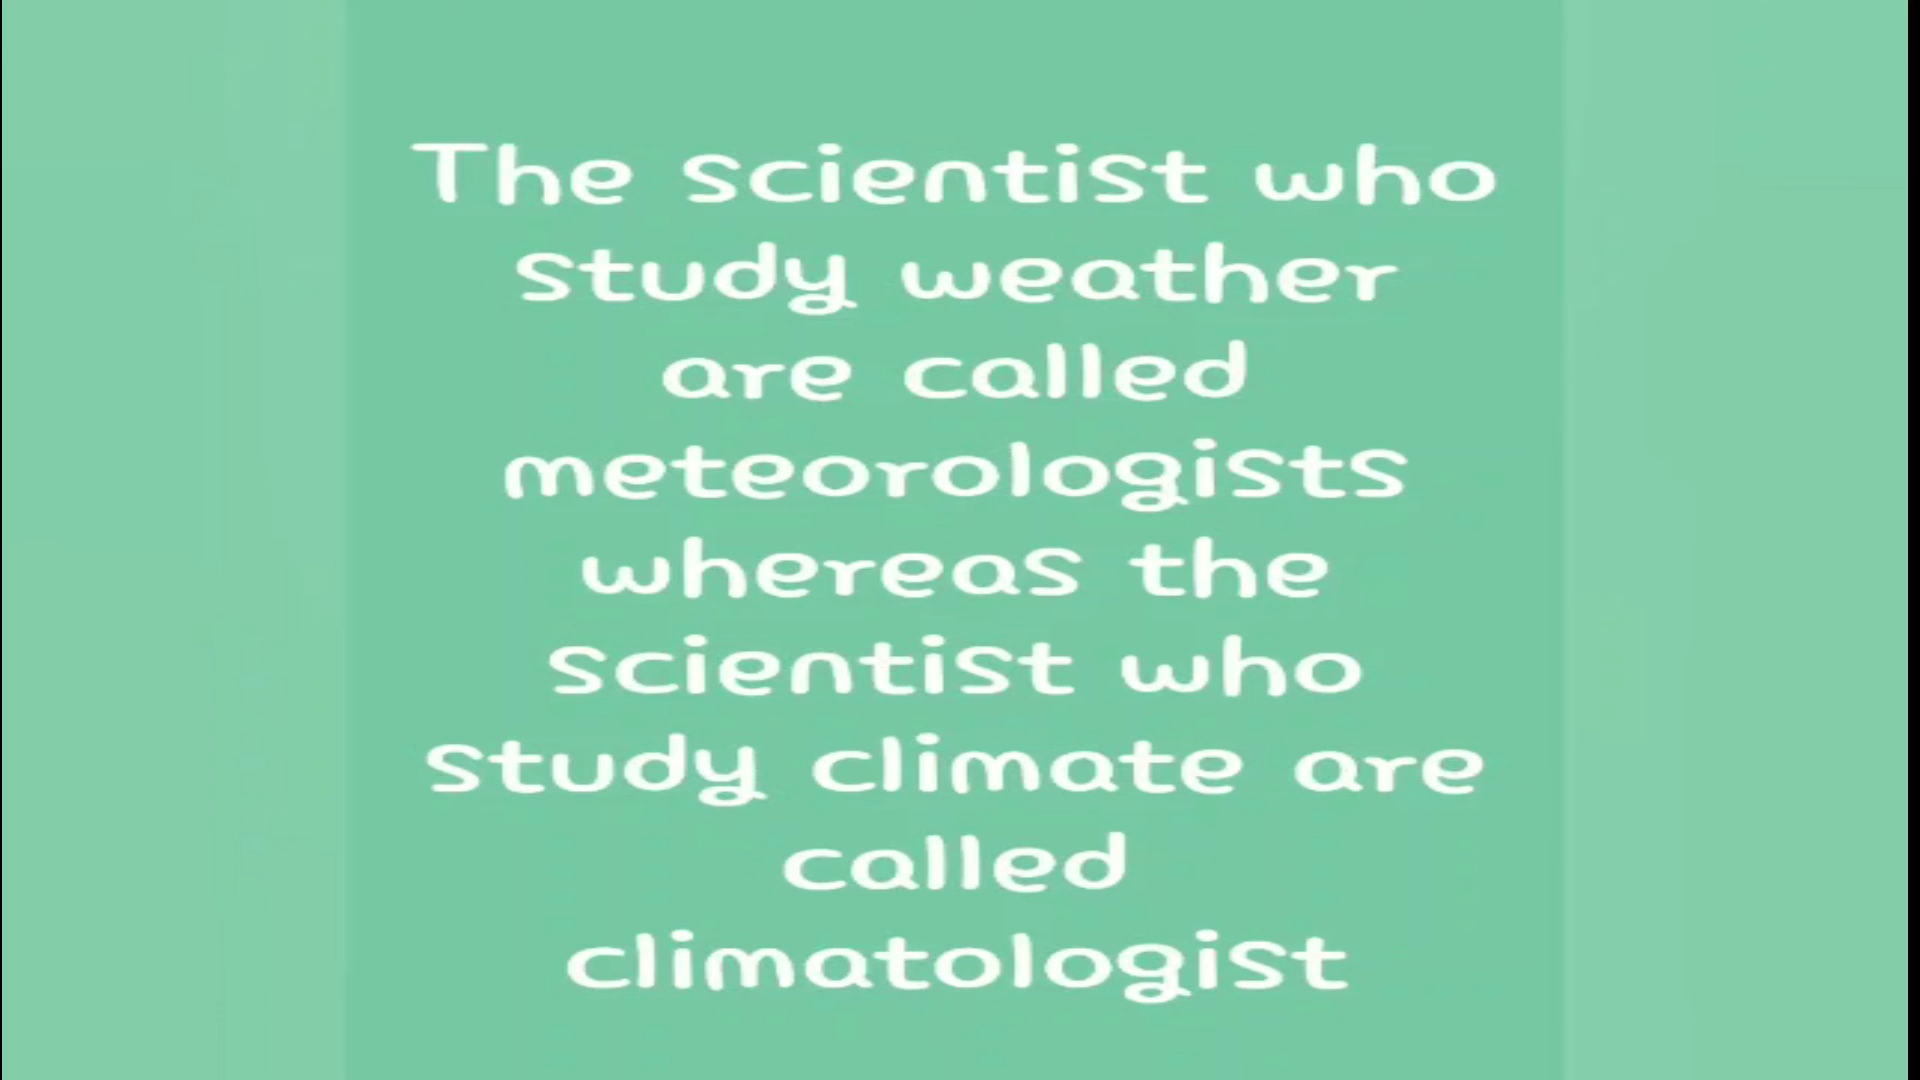 The scientist who
study weather
are called
meteorologists
whereas the
scientist who
study climate are
called
climatologist